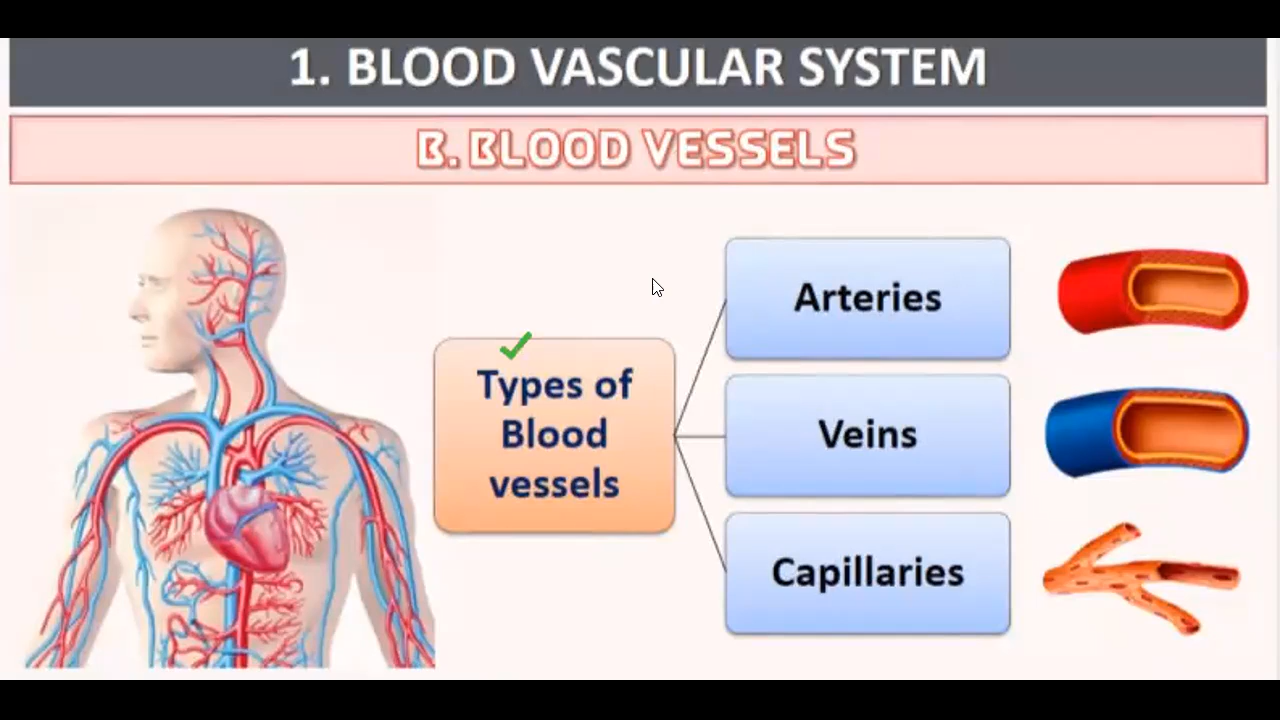 1. BLOOD VASCULAR SYSTEM
B. BLOOD VESSELS
Types of
Blood
vessels
Arteries
Veins
Capillaries